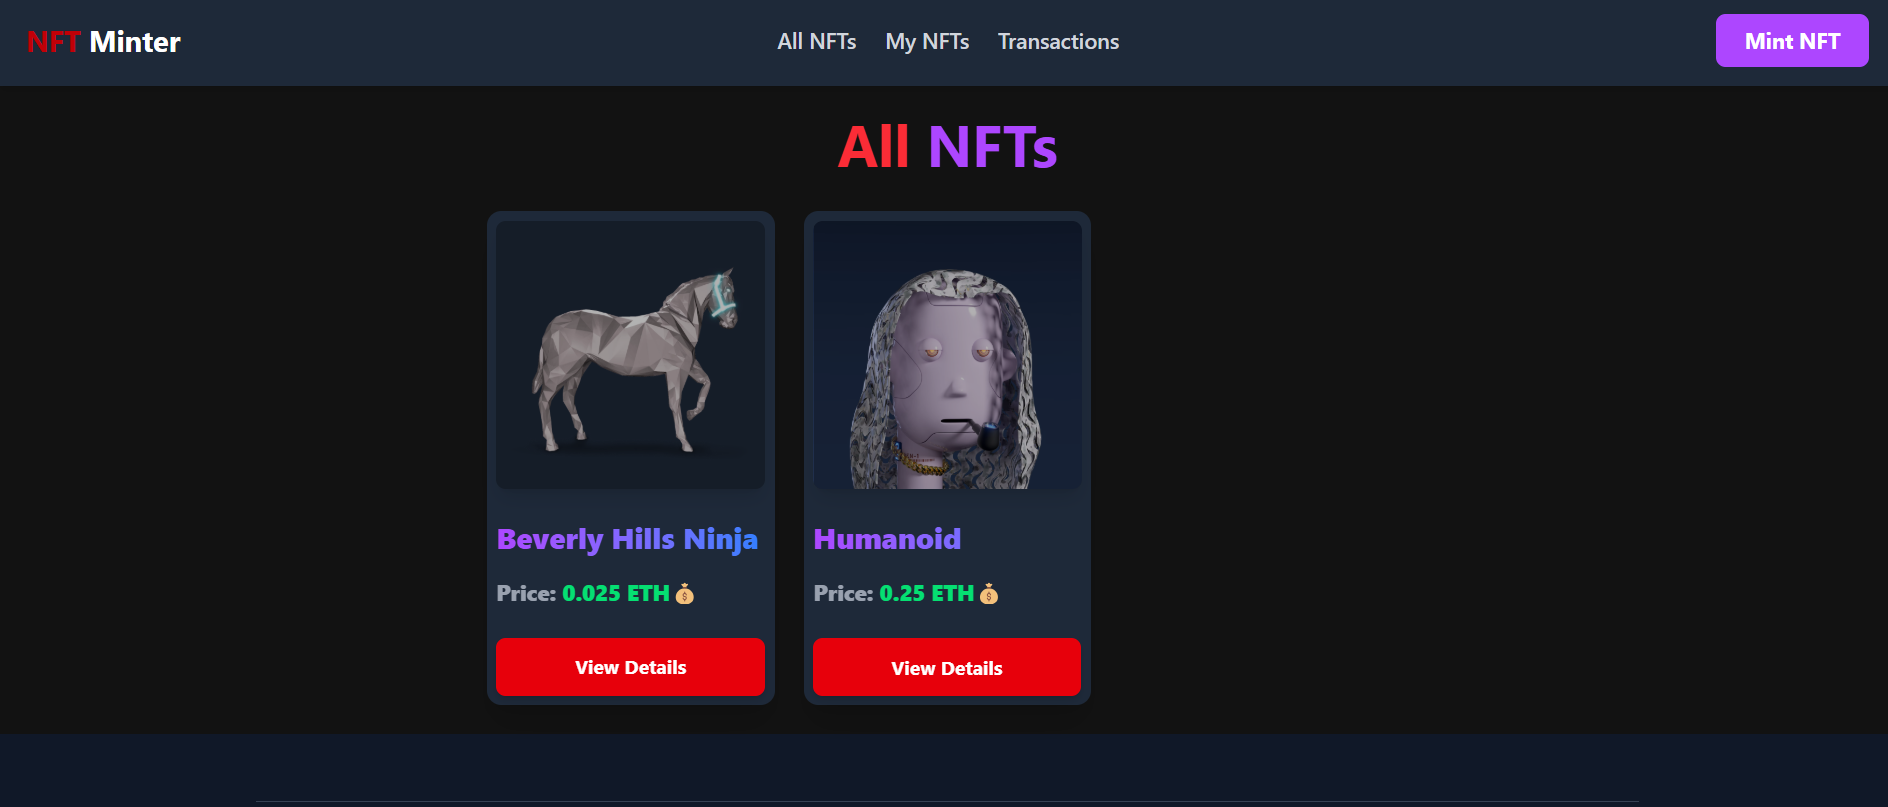 NFT Minter
All NFTs
My NFTs
Transactions
Mint NFT
All NFTs
Beverly Hills Ninja
Price: 0.025 ETH💰
View Details
Humanoid
Price: 0.25 ETH💰
View Details